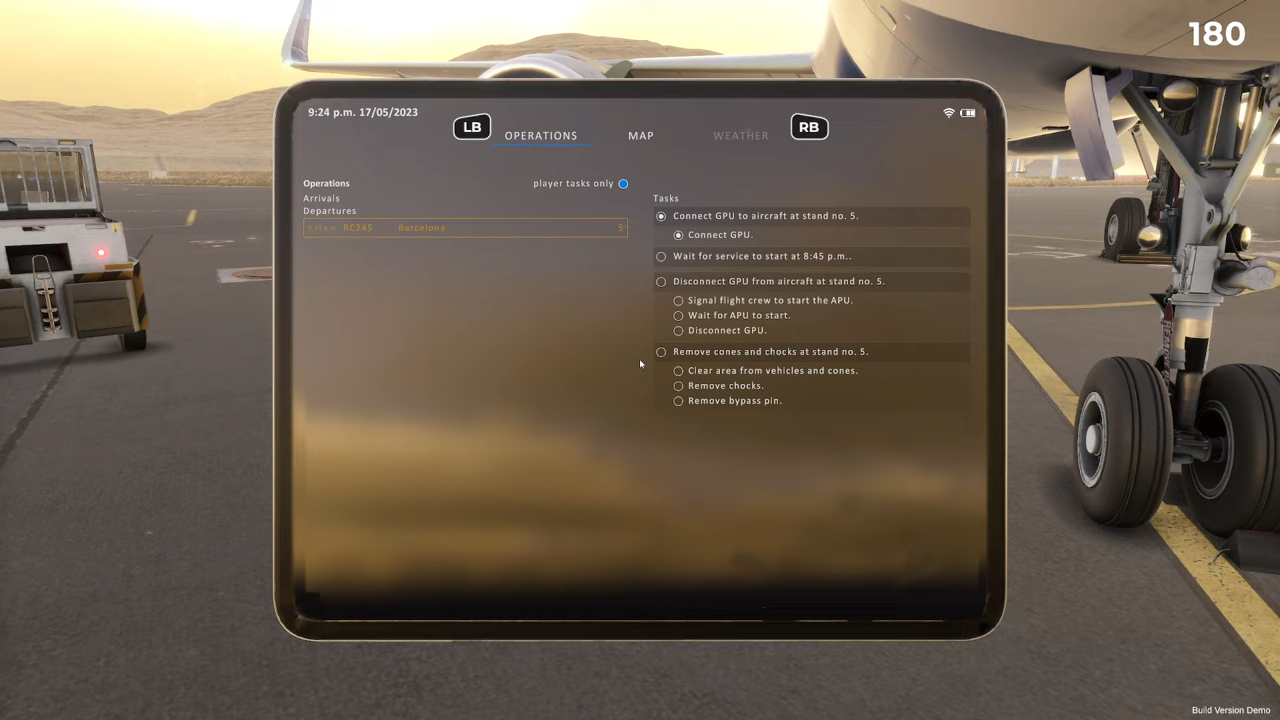 180
9:24 p.m. 17/05/2023
LB OPERATIONS MAP WEATHER RB
Operations player tasks only
Arrivals
Departures
RC245 Barcelona 5
Tasks
Connect GPU to aircraft at stand no. 5.
Connect GPU.
Wait for service to start at 8:45 p.m..
Disconnect GPU from aircraft at stand no. 5.
Signal flight crew to start the APU.
Wait for APU to start.
Disconnect GPU.
Remove cones and chocks at stand no. 5.
Clear area from vehicles and cones.
Remove chocks.
Remove bypass pin.
Build Version Demo